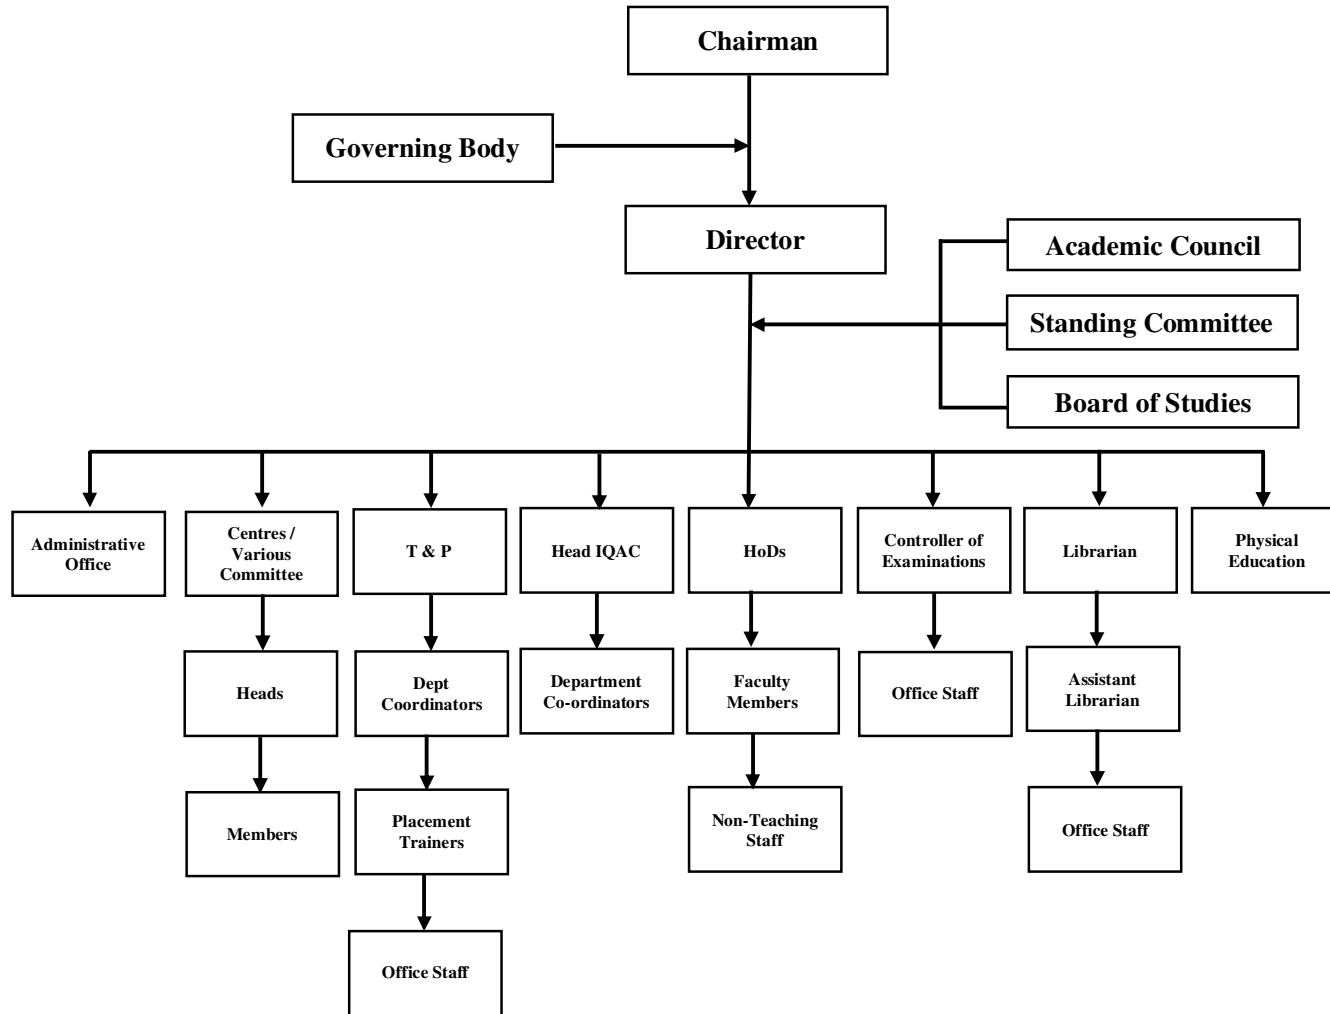 Chairman
Governing Body
Director
Academic Council
Standing Committee
Board of Studies
Administrative
Office
Centres /
Various
Committee
T & P
Head IQAC
HoDs
Controller of
Examinations
Librarian
Physical
Education
Heads
Dept
Coordinators
Department
Co-ordinators
Faculty
Members
Office Staff
Assistant
Librarian
Members
Placement
Trainers
Non-Teaching
Staff
Office Staff
Office Staff